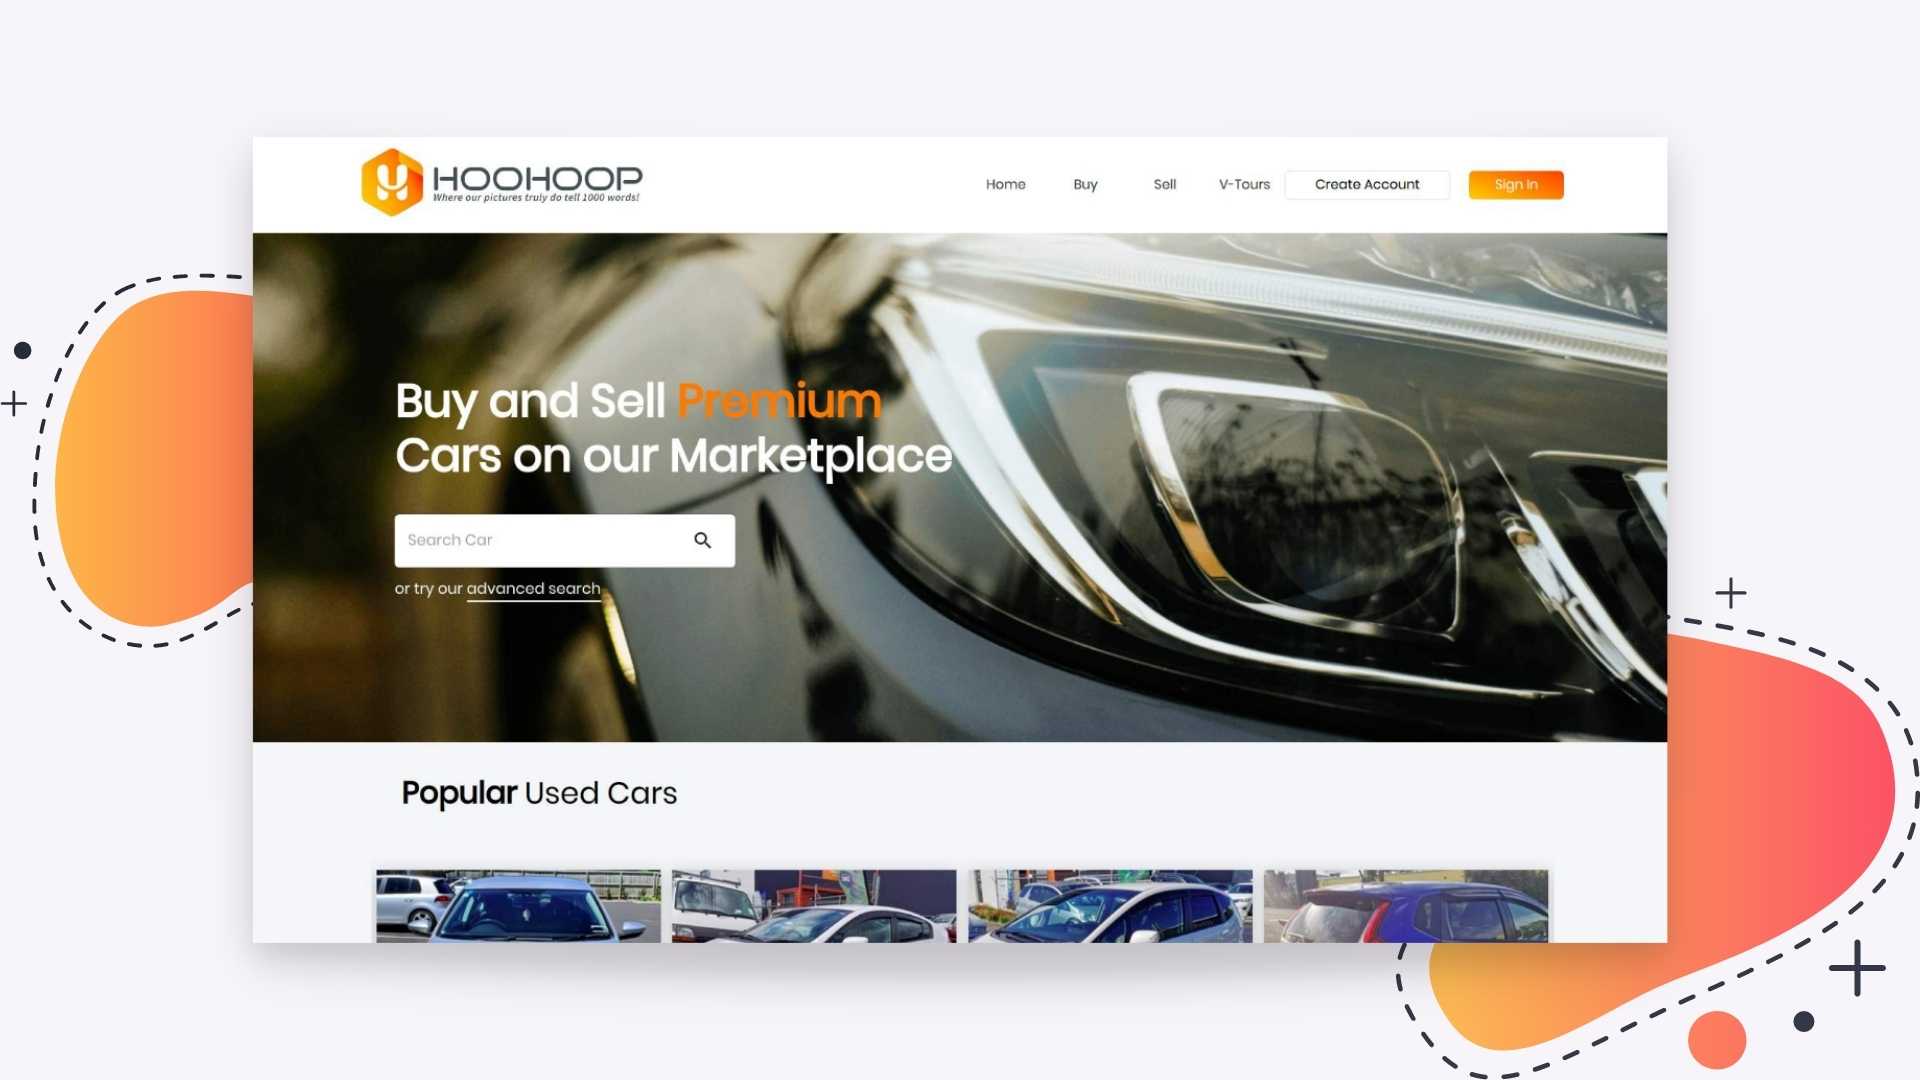 HOOHOOP
Where our pictures truly do tell 1000 words!
Home Buy Sell V-Tours Create Account Sign In
Buy and Sell Premium
Cars on our Marketplace
Search Car
or try our advanced search
Popular Used Cars